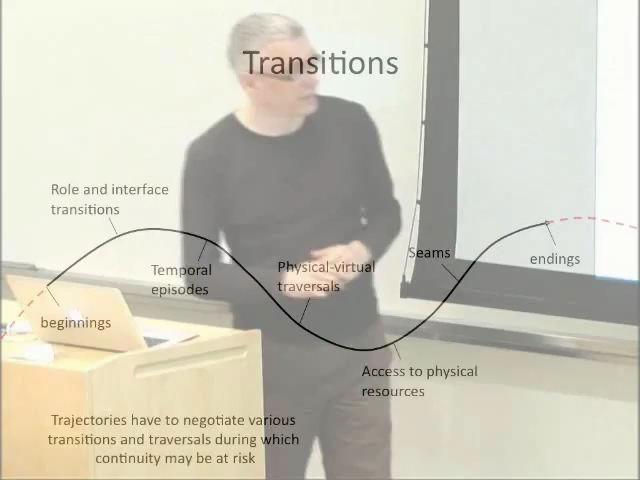 Transitions
Role and interface
transitions
Temporal
episodes
Physical-virtual
traversals
Seams
endings
beginnings
Access to physical
resources
Trajectories have to negotiate various
transitions and traversals during which
continuity may be at risk